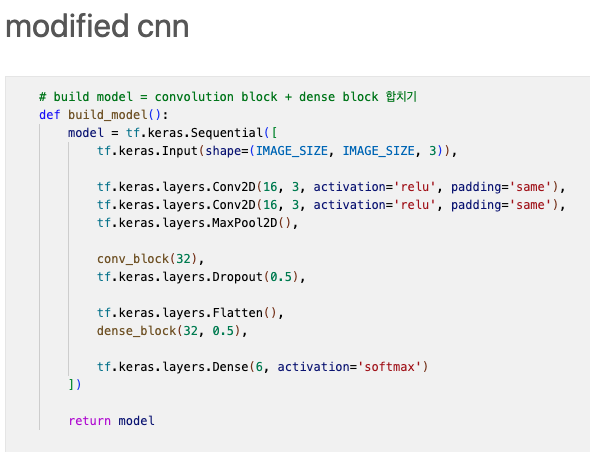 modified cnn
# build model = convolution block + dense block 합치기
def build_model():
    model = tf.keras.Sequential([
        tf.keras.Input(shape=(IMAGE_SIZE, IMAGE_SIZE, 3)),
        tf.keras.layers.Conv2D(16, 3, activation='relu', padding='same'),
        tf.keras.layers.Conv2D(16, 3, activation='relu', padding='same'),
        tf.keras.layers.MaxPool2D(),
        conv_block(32),
        tf.keras.layers.Dropout(0.5),
        tf.keras.layers.Flatten(),
        dense_block(32, 0.5),
        tf.keras.layers.Dense(6, activation='softmax')
    ])
    return model